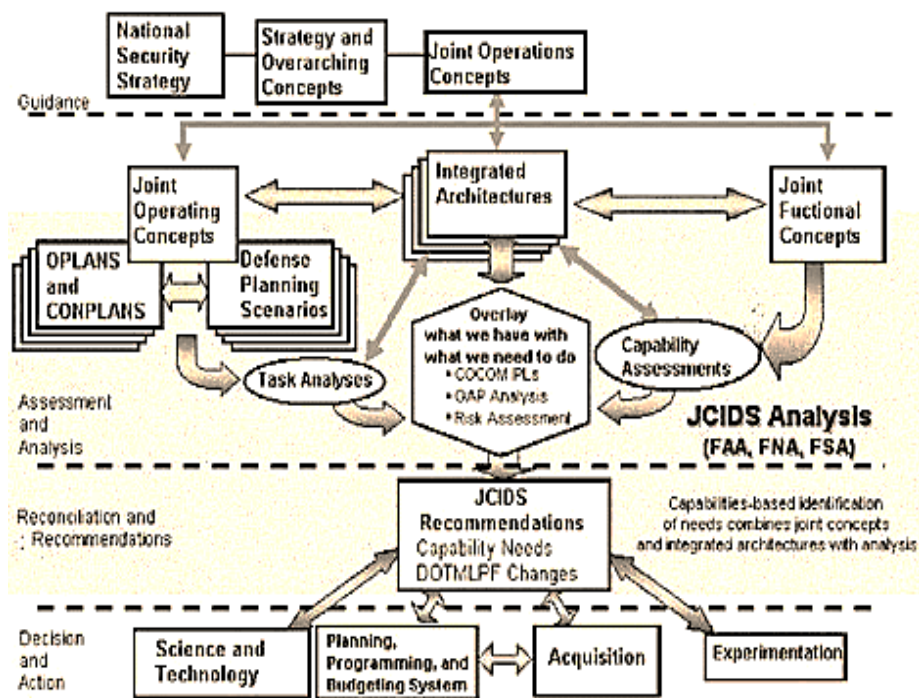 National
Security
Strategy
Strategy and
Overarching
Concepts
Joint Operations
Concepts
Guidance
Joint
Operating
Concepts
Integrated
Architectures
Joint
Fuctional
Concepts
OPLANS
and
CONPLANS
Defense
Planning
Scenarios
Overlay
what we have with
what we need to do
• COCOM IPLs
• GAP Analysis
• Risk Assessment
Task Analyses
Capability
Assessments
Assessment
and
Analysis
JCIDS Analysis
(FAA, FNA, FSA)
Reconciliation and
: Recommendations
JCIDS
Recommendations
Capability Needs
DOTMLPF Changes
Capabilities-based identification
of needs combines joint concepts
and integrated architectures with analysis
Decision
and
Action
Science and
Technology
Planning,
Programming, and
Budgeting System
Acquisition
Experimentation